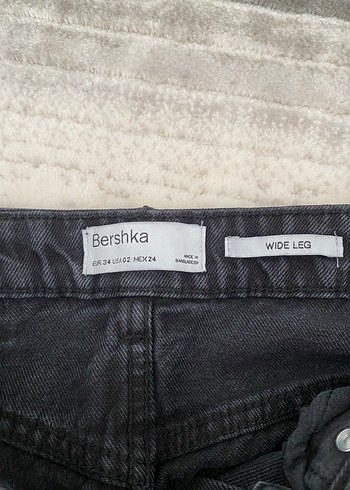 Bershka
EUR 34 USA 02 MEX 24
MADE IN
BANGLADESH
WIDE LEG